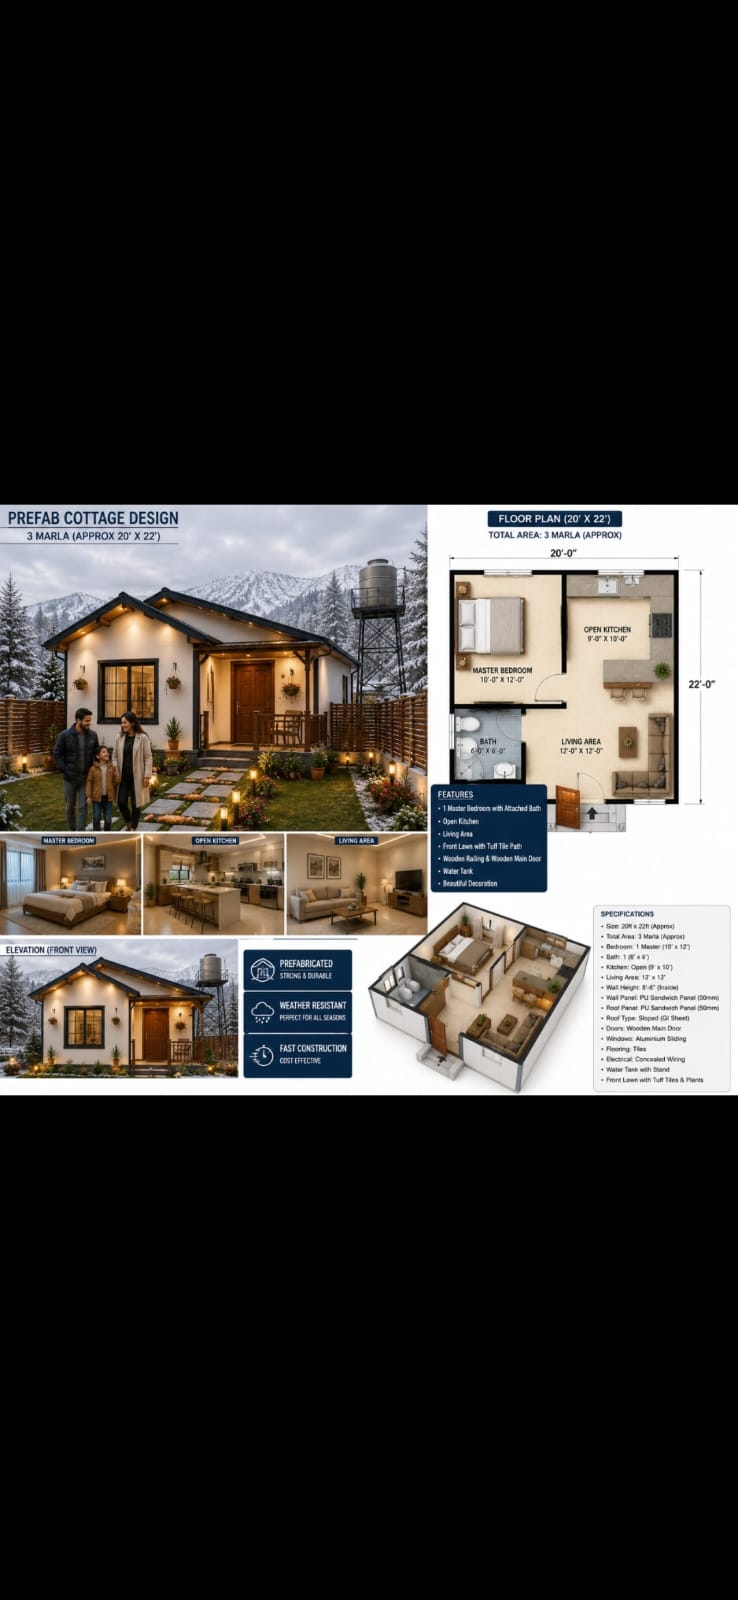 PREFAB COTTAGE DESIGN
3 MARLA (APPROX 20' X 22')
MASTER BEDROOM
OPEN KITCHEN
LIVING AREA
ELEVATION (FRONT VIEW)
PREFABRICATED
STRONG & DURABLE
WEATHER RESISTANT
PERFECT FOR ALL SEASONS
FAST CONSTRUCTION
COST EFFECTIVE
FLOOR PLAN (20' X 22')
TOTAL AREA: 3 MARLA (APPROX)
20'-0"
OPEN KITCHEN
9'-0" X 10'-0"
MASTER BEDROOM
10'-0" X 12'-0"
22'-0"
BATH
6'-0" X 6'-0"
LIVING AREA
12'-0" X 12'-0"
FEATURES
• 1 Master Bedroom with Attached Bath
• Open Kitchen
• Living Area
• Front Lawn with Tuff Tile Path
• Wooden Railing & Wooden Main Door
• Water Tank
• Beautiful Decoration
SPECIFICATIONS
• Size: 20ft x 22ft (Approx)
• Total Area: 3 Marla (Approx)
• Bedroom: 1 Master (10' x 12')
• Bath: 1 (6' x 6')
• Kitchen: Open (9' x 10')
• Living Area: 12' x 12'
• Wall Height: 8'-6" (Inside)
• Wall Panel: PU Sandwich Panel (50mm)
• Roof Panel: PU Sandwich Panel (50mm)
• Roof Type: Sloped (GI Sheet)
• Doors: Wooden Main Door
• Windows: Aluminium Sliding
• Flooring: Tiles
• Electrical: Concealed Wiring
• Water Tank with Stand
• Front Lawn with Tuff Tiles & Plants